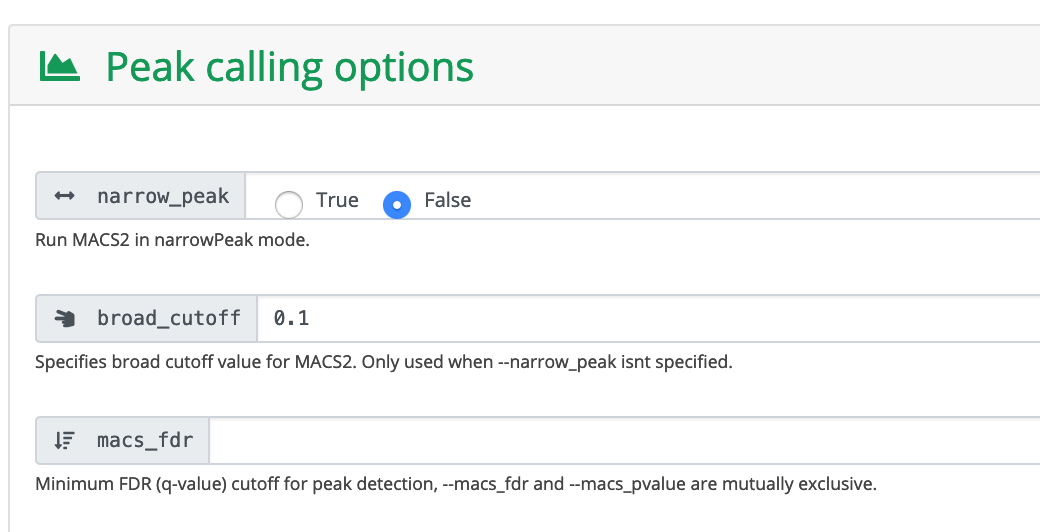 Peak calling options
narrow_peak True False
Run MACS2 in narrowPeak mode.
broad_cutoff 0.1
Specifies broad cutoff value for MACS2. Only used when --narrow_peak isnt specified.
macs_fdr
Minimum FDR (q-value) cutoff for peak detection, --macs_fdr and --macs_pvalue are mutually exclusive.